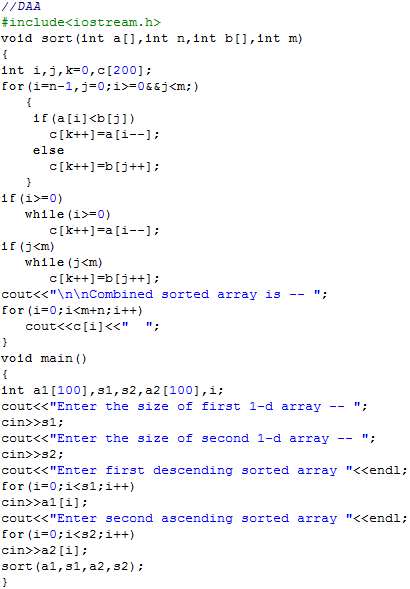 //DAA
#include<iostream.h>
void sort(int a[],int n,int b[],int m)
{
int i,j,k=0,c[200];
for(i=n-1,j=0;i>=0&&j<m;)
{
if(a[i]<b[j])
c[k++]=a[i--];
else
c[k++]=b[j++];
}
if(i>=0)
while(i>=0)
c[k++]=a[i--];
if(j<m)
while(j<m)
c[k++]=b[j++];
cout<<"\n\nCombined sorted array is -- ";
for(i=0;i<m+n;i++)
cout<<c[i]<<"  ";
}
void main()
{
int a1[100],s1,s2,a2[100],i;
cout<<"Enter the size of first 1-d array -- ";
cin>>s1;
cout<<"Enter the size of second 1-d array -- ";
cin>>s2;
cout<<"Enter first descending sorted array "<<endl;
for(i=0;i<s1;i++)
cin>>a1[i];
cout<<"Enter second ascending sorted array "<<endl;
for(i=0;i<s2;i++)
cin>>a2[i];
sort(a1,s1,a2,s2);
}